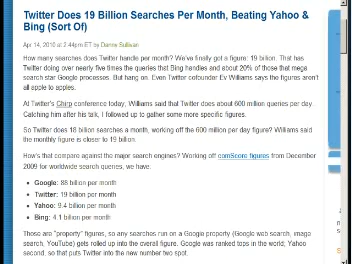 Twitter Does 19 Billion Searches Per Month, Beating Yahoo &
Bing (Sort Of)
Apr 14, 2010 at 2:44pm ET by Danny Sullivan
How many searches does Twitter handle per month? We've finally got a figure: 19 billion. That has
Twitter doing over nearly five times the queries that Bing handles and about 20% of those that mega
search star Google processes. But hang on. Even Twitter cofounder Ev Williams says the figures aren't
all apple to apples.
At Twitter's Chirp conference today, Williams said that Twitter does about 600 million queries per day.
Catching him after his talk, I followed up to gather some more specific figures.
So Twitter does 18 billion searches a month, working off the 600 million per day figure? Williams said
the monthly figure is closer to 19 billion.
How's that compare against the major search engines? Working off comScore figures from December
2009 for worldwide search queries, we have:
• Google: 88 billion per month
• Twitter: 19 billion per month
• Yahoo: 9.4 billion per month
• Bing: 4.1 billion per month
Those are "property" figures, so any searches run on a Google property (Google web search, image
search, YouTube) gets rolled up into the overall figure. Google was ranked tops in the world; Yahoo
second, so that puts Twitter into the new number two spot.